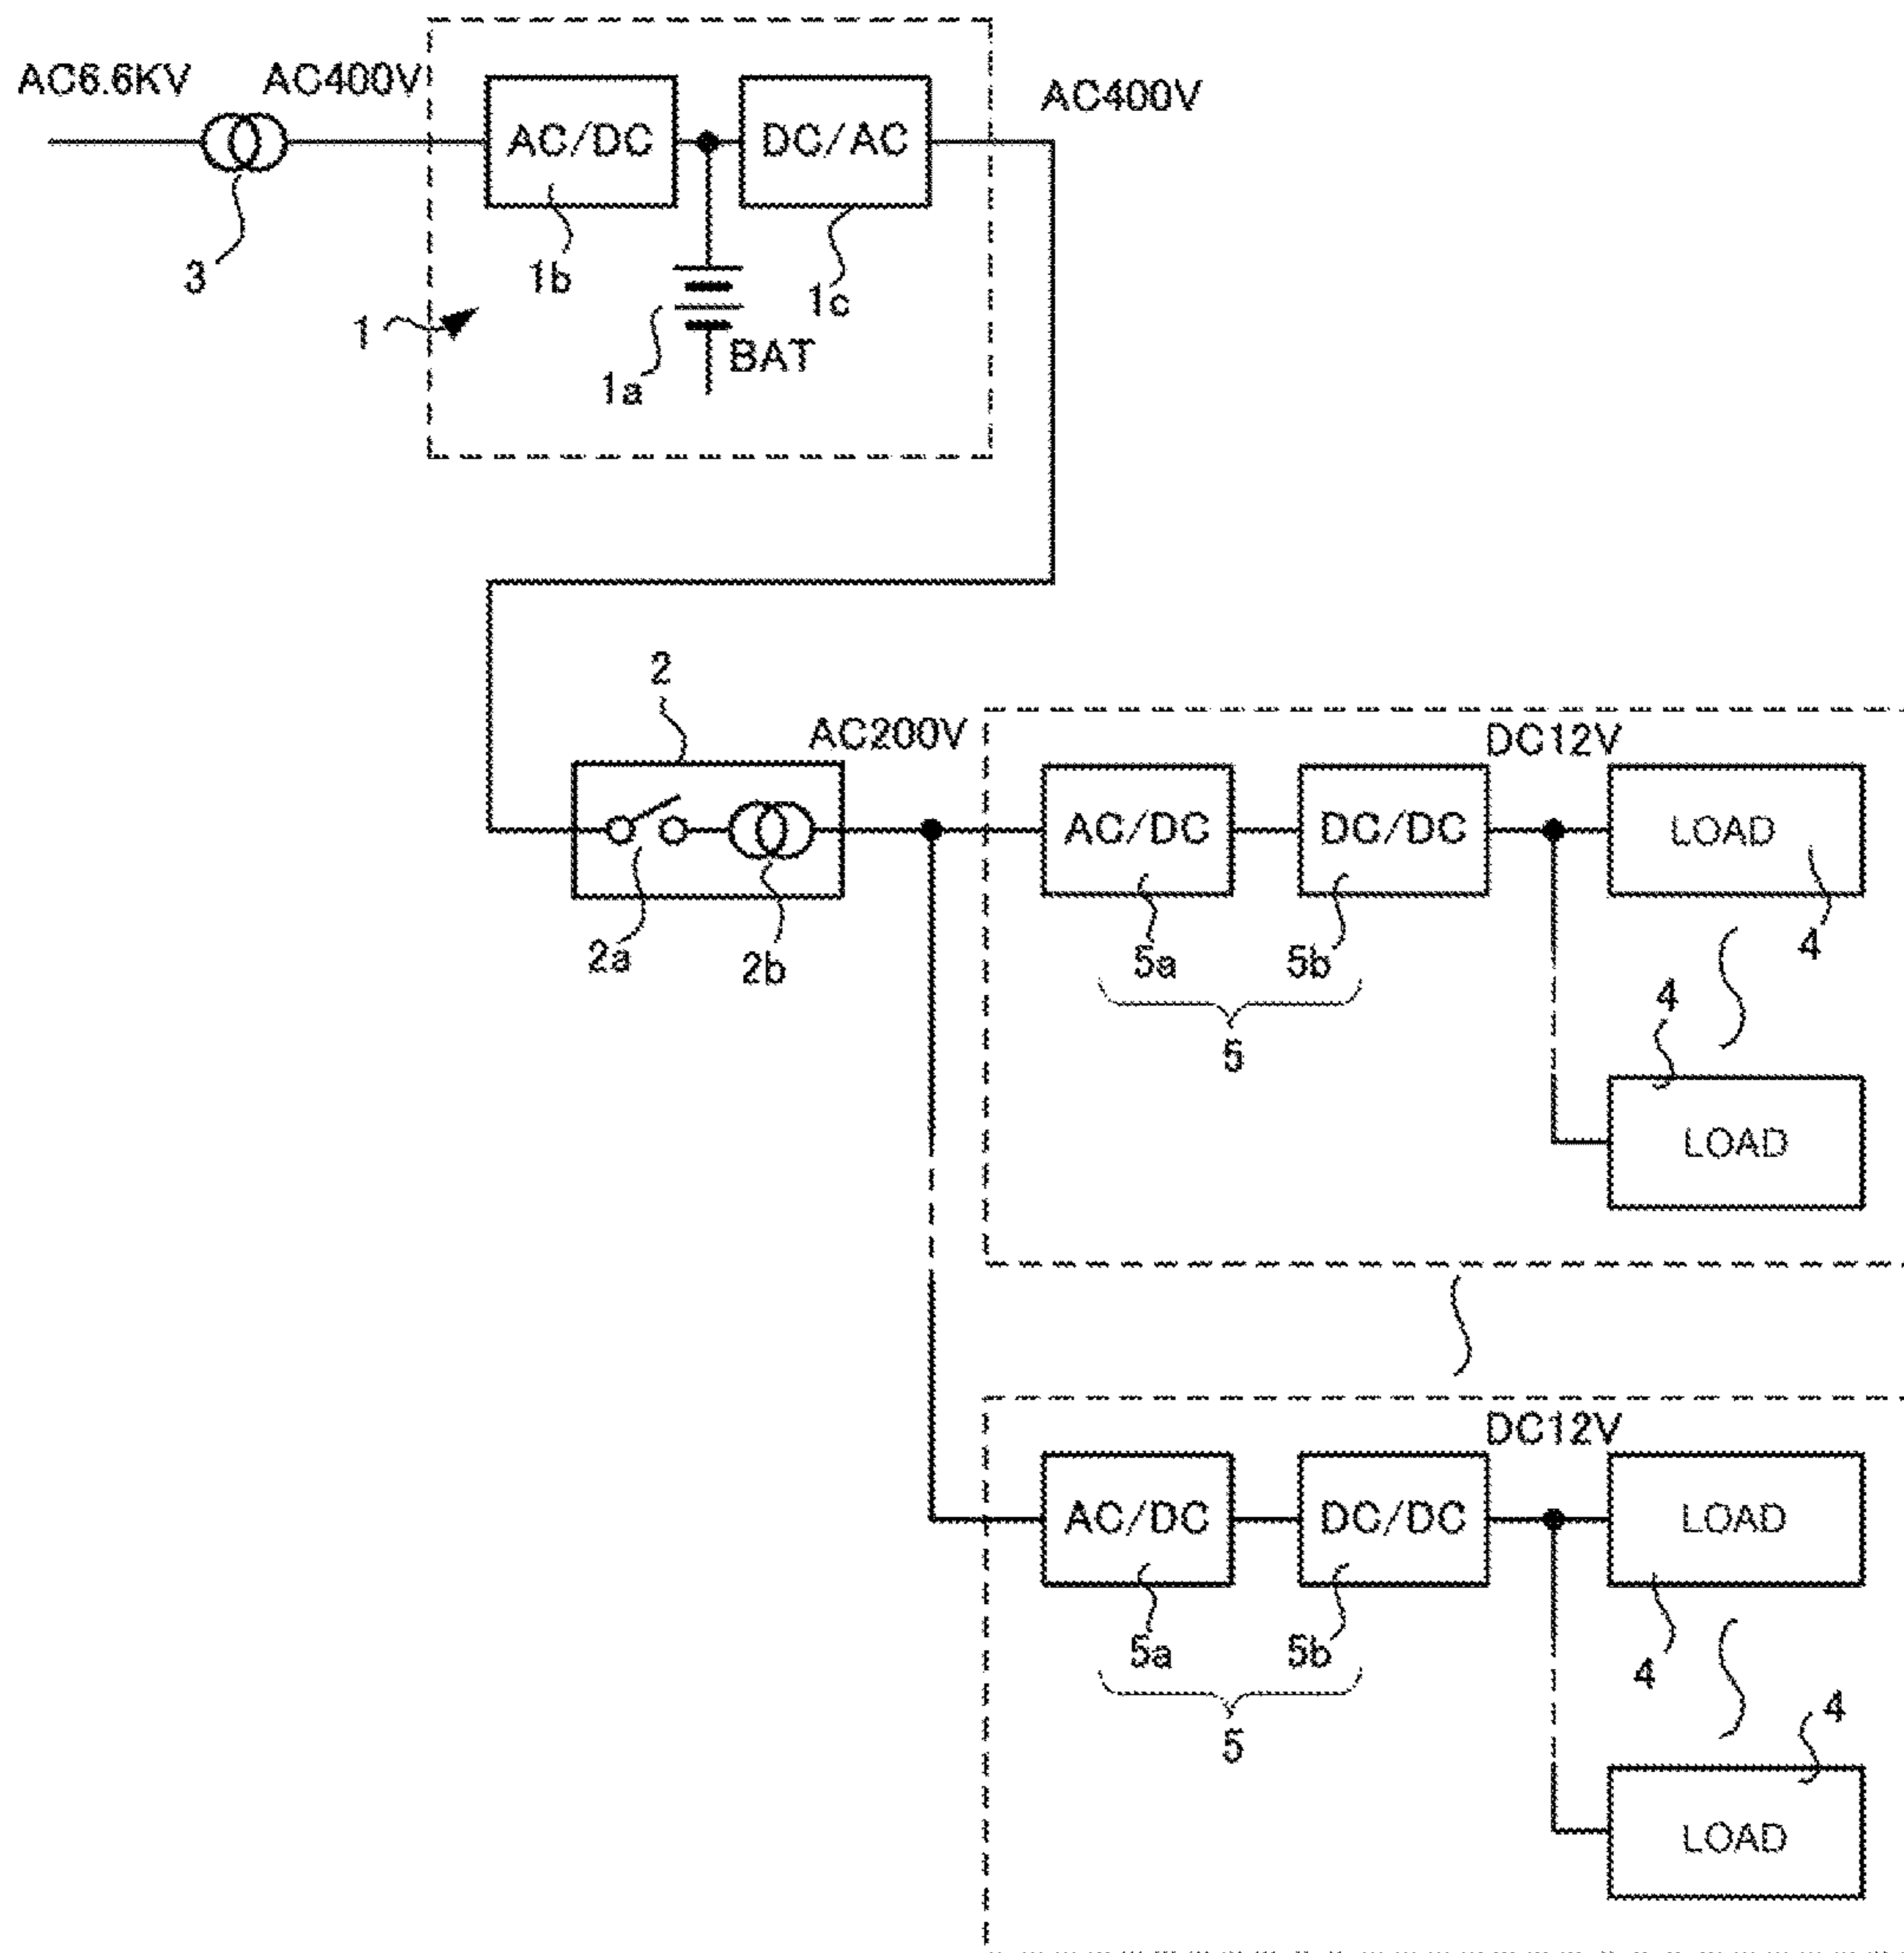 AC6.6KV
AC400V
AC400V
AC/DC
DC/AC
3
1b
1c
1
1a
BAT
2
AC200V
DC12V
AC/DC
DC/DC
LOAD
2a
2b
5a
5b
4
4
5
LOAD
DC12V
AC/DC
DC/DC
LOAD
5a
5b
4
4
5
LOAD